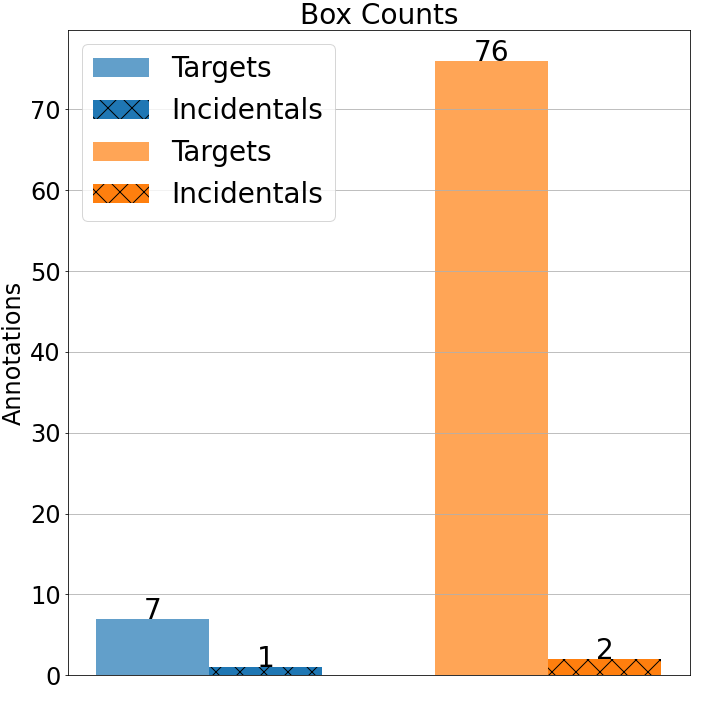 Box Counts
Targets
Incidentals
Targets
Incidentals
Annotations
70
60
50
40
30
20
10
0
7
1
76
2